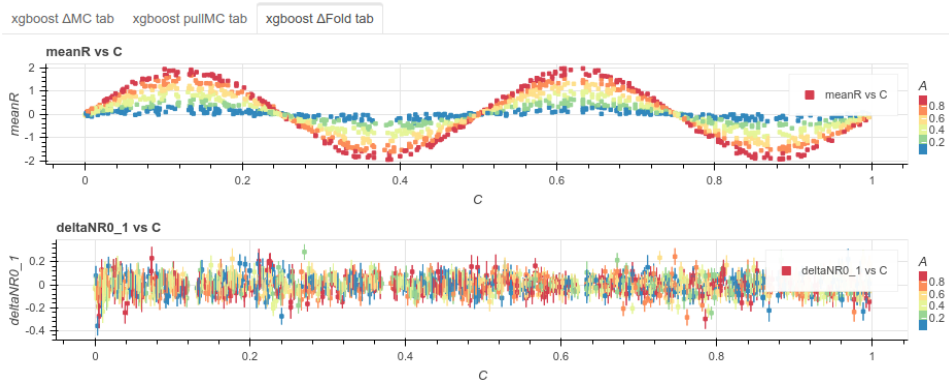 xgboost ΔMC tab xgboost pullMC tab xgboost ΔFold tab
meanR vs C
meanR
2
1
0
-1
-2
meanR vs C
A
0.8
0.6
0.4
0.2
0 0.2 0.4 0.6 0.8 1
C
deltaNR0_1 vs C
deltaNR0_1
0.2
0
-0.2
-0.4
deltaNR0_1 vs C
A
0.8
0.6
0.4
0.2
0 0.2 0.4 0.6 0.8 1
C